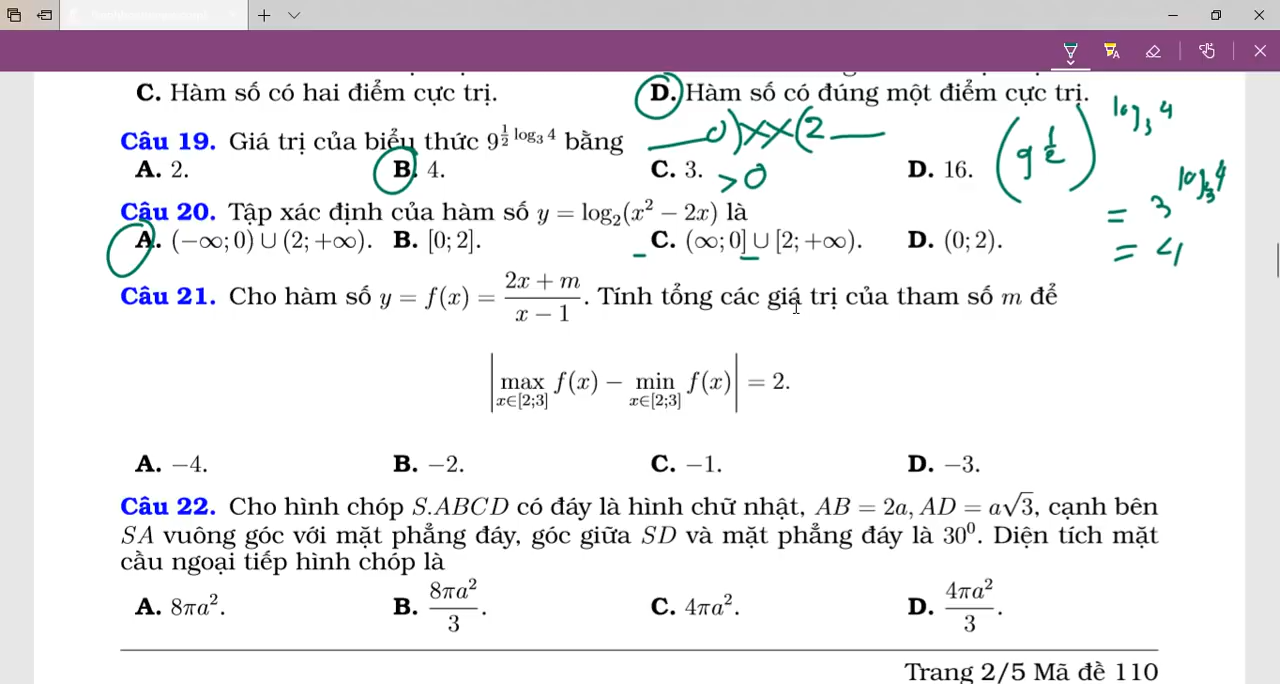 C. Hàm số có hai điểm cực trị. D. Hàm số có đúng một điểm cực trị.
Câu 19. Giá trị của biểu thức 9^{\frac{1}{2} \log_3 4} bằng
0)xx(2
(9^{\frac{1}{2}})^{log_3 4}
A. 2. B. 4. C. 3. D. 16.
>0
= 3^{log_3 4}
Câu 20. Tập xác định của hàm số y = log_2(x^2 − 2x) là
A. (−∞; 0) ∪ (2; +∞). B. [0; 2]. C. (∞; 0] ∪ [2; +∞). D. (0; 2).
= 4
Câu 21. Cho hàm số y = f(x) = \frac{2x + m}{x − 1}. Tính tổng các giá trị của tham số m để
|\max_{x∈[2;3]} f(x) − \min_{x∈[2;3]} f(x)| = 2.
A. −4. B. −2. C. −1. D. −3.
Câu 22. Cho hình chóp S.ABCD có đáy là hình chữ nhật, AB = 2a, AD = a√3, cạnh bên
SA vuông góc với mặt phẳng đáy, góc giữa SD và mặt phẳng đáy là 30^0. Diện tích mặt
cầu ngoại tiếp hình chóp là
A. 8πa^2. B. \frac{8πa^2}{3}. C. 4πa^2. D. \frac{4πa^2}{3}.
Trang 2/5 Mã đề 110